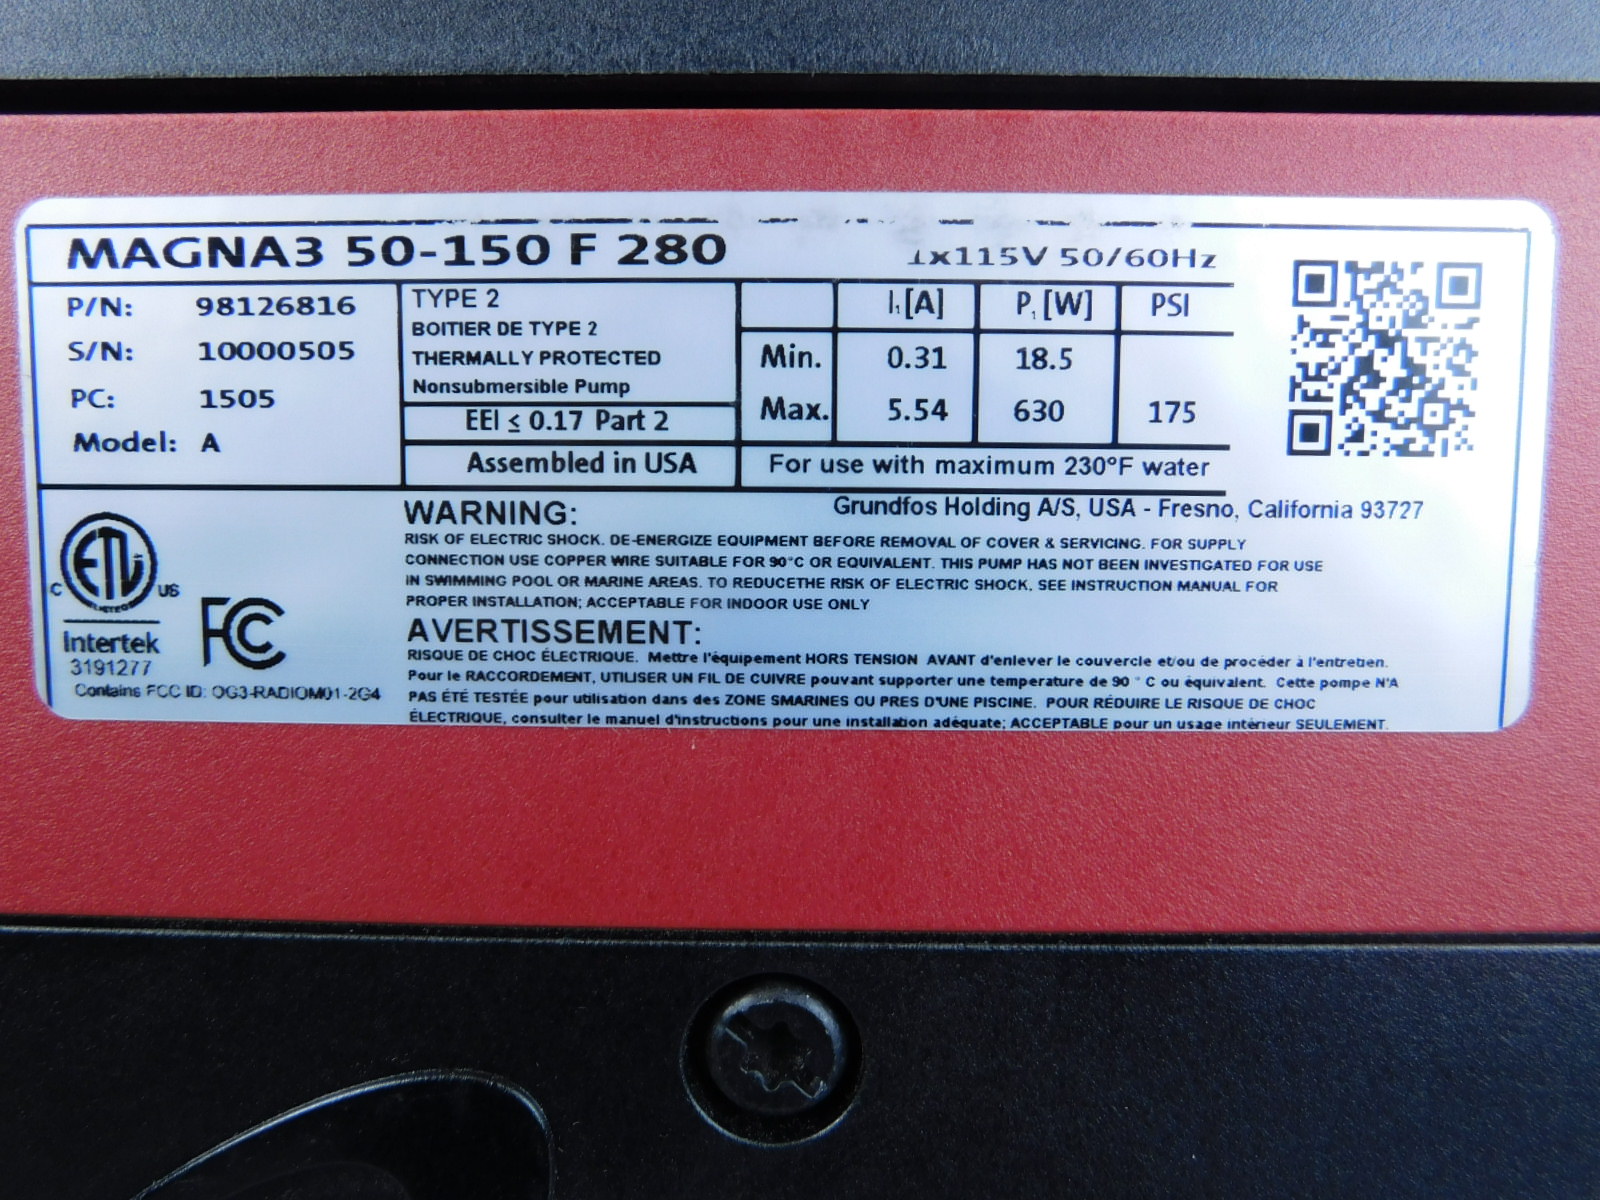 MAGNA3 50-150 F 280 1x115V 50/60Hz
P/N: 98126816
S/N: 10000505
PC: 1505
Model: A
TYPE 2
BOITIER DE TYPE 2
THERMALLY PROTECTED
Nonsubmersible Pump
EEI ≤ 0.17 Part 2
Assembled in USA
I₁[A] P₁[W] PSI
Min. 0.31 18.5
Max. 5.54 630 175
For use with maximum 230°F water
Grundfos Holding A/S, USA - Fresno, California 93727
WARNING:
RISK OF ELECTRIC SHOCK. DE-ENERGIZE EQUIPMENT BEFORE REMOVAL OF COVER & SERVICING. FOR SUPPLY
CONNECTION USE COPPER WIRE SUITABLE FOR 90°C OR EQUIVALENT. THIS PUMP HAS NOT BEEN INVESTIGATED FOR USE
IN SWIMMING POOL OR MARINE AREAS. TO REDUCETHE RISK OF ELECTRIC SHOCK, SEE INSTRUCTION MANUAL FOR
PROPER INSTALLATION; ACCEPTABLE FOR INDOOR USE ONLY
AVERTISSEMENT:
RISQUE DE CHOC ÉLECTRIQUE. Mettre l'équipement HORS TENSION AVANT d'enlever le couvercle et/ou de procéder à l'entretien.
Pour le RACCORDEMENT, UTILISER UN FIL DE CUIVRE pouvant supporter une temperature de 90 ° C ou équivalent. Cette pompe N'A
PAS ÉTÉ TESTÉE pour utilisation dans des ZONE SMARINES OU PRES D'UNE PISCINE. POUR RÉDUIRE LE RISQUE DE CHOC
ÉLECTRIQUE, consulter le manuel d'instructions pour une installation adéquate; ACCEPTABLE pour un usage intérieur SEULEMENT.
ETL
C US
LISTED
Intertek
3191277
FC
Contains FCC ID: OG3-RADIOM01-2G4